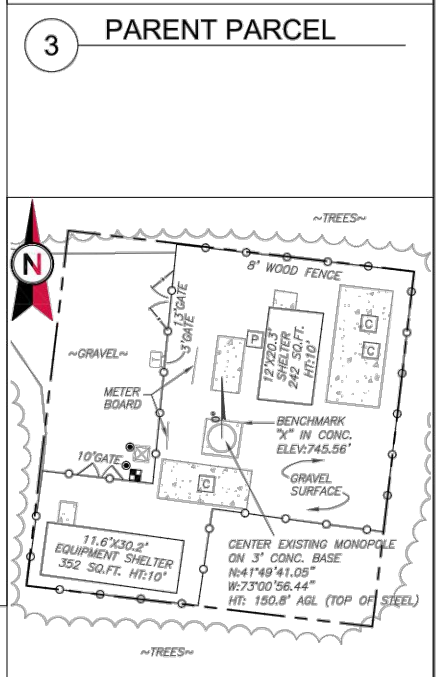 3
PARENT PARCEL
~TREES~
N
8' WOOD FENCE
13'GATE
3'GATE
C
~GRAVEL~
P
12'X20.3'
SHELTER
242 SQ.FT.
HT:10'
C
METER
BOARD
BENCHMARK
"X" IN CONC.
ELEV:745.56'
10'GATE
GRAVEL
SURFACE
C
11.6'X30.2'
EQUIPMENT SHELTER
352 SQ.FT. HT:10'
CENTER EXISTING MONOPOLE
ON 3' CONC. BASE
N:41°49'41.05"
W:73°00'56.44"
HT: 150.8' AGL (TOP OF STEEL)
~TREES~